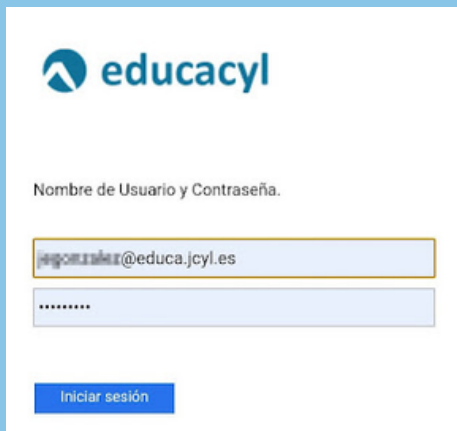 educacyl
Nombre de Usuario y Contraseña.
@educa.jcyl.es
•••••••••
Iniciar sesión